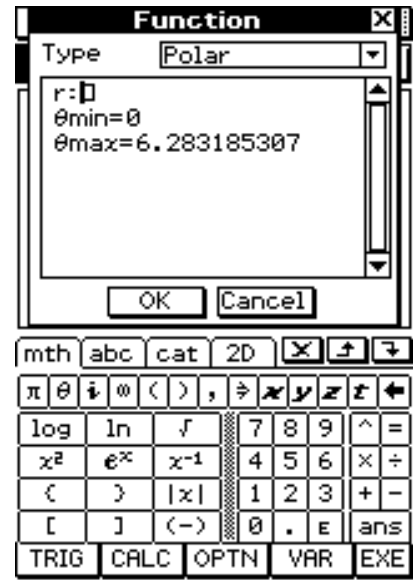 Function
Type Polar
r:
θmin=0
θmax=6.283185307
OK Cancel
mth abc cat 2D
π θ i ∞ ( ) , ⇒ x y z t ←
log ln √ 7 8 9 ^ =
x² eˣ x⁻¹ 4 5 6 × ÷
{ } |x| 1 2 3 + −
[ ] (−) 0 . E ans
TRIG CALC OPTN VAR EXE